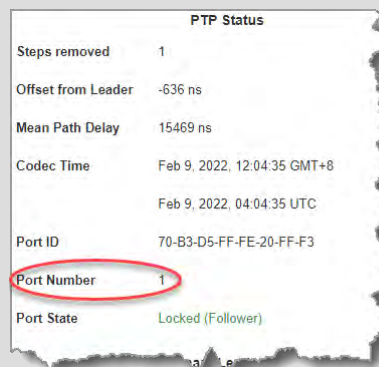 PTP Status
Steps removed 1
Offset from Leader -636 ns
Mean Path Delay 15469 ns
Codec Time Feb 9, 2022, 12:04:35 GMT+8
Feb 9, 2022, 04:04:35 UTC
Port ID 70-B3-D5-FF-FE-20-FF-F3
Port Number 1
Port State Locked (Follower)